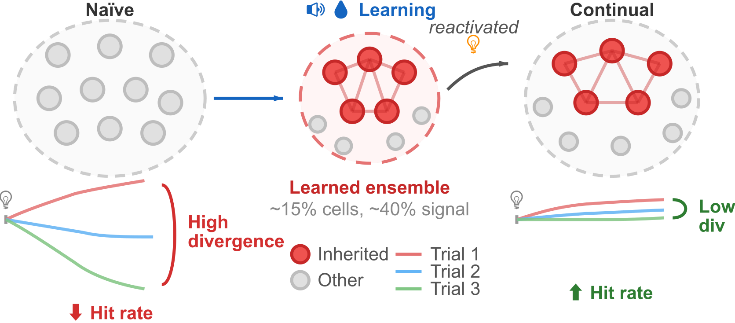 Naïve
Learning
Continual
reactivated
Learned ensemble
~15% cells, ~40% signal
High
divergence
Low
div
Inherited
Other
Trial 1
Trial 2
Trial 3
Hit rate
Hit rate